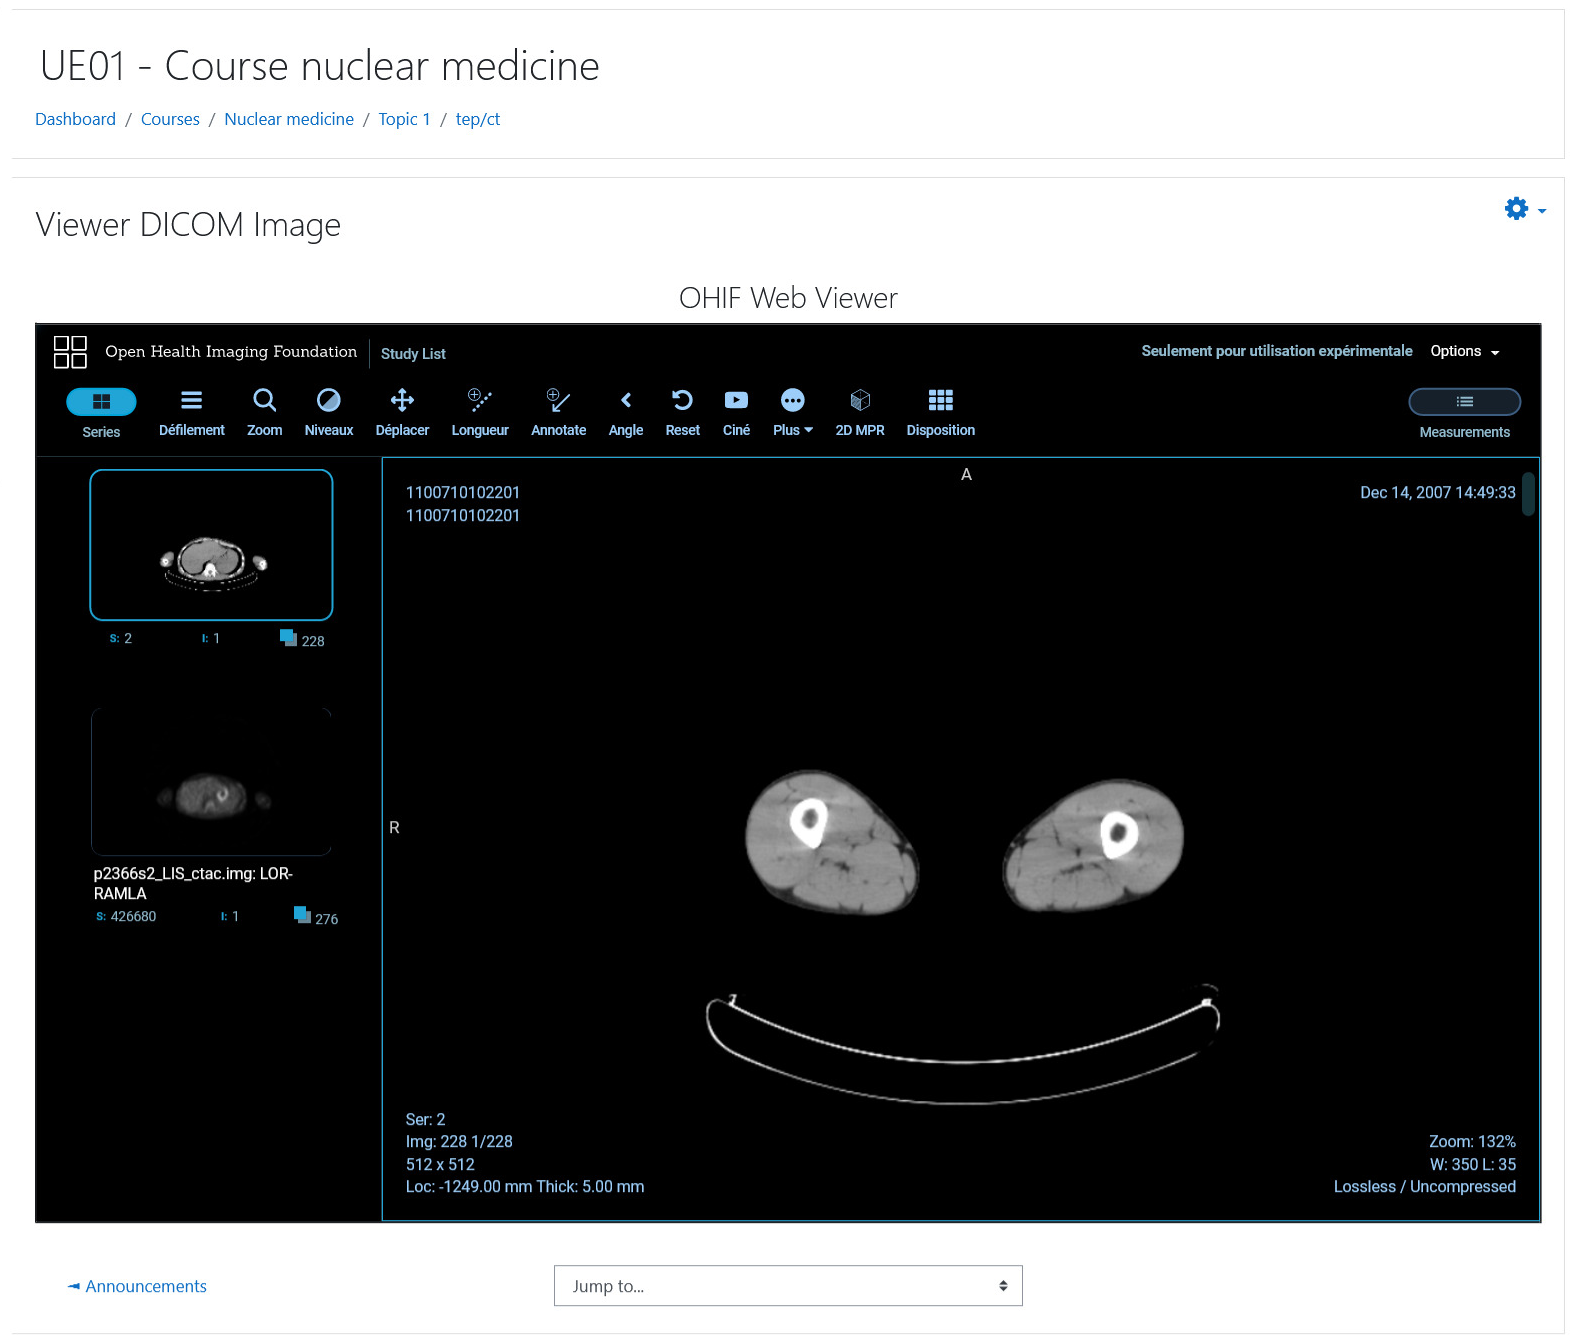 UE01 - Course nuclear medicine
Dashboard / Courses / Nuclear medicine / Topic 1 / tep/ct
Viewer DICOM Image
OHIF Web Viewer
Open Health Imaging Foundation Study List Seulement pour utilisation expérimentale Options
Series Défilement Zoom Niveaux Déplacer Longueur Annotate Angle Reset Ciné Plus 2D MPR Disposition Measurements
S: 2 I: 1 228
p2366s2_LIS_ctac.img: LOR-
RAMLA
S: 426680 I: 1 276
A
1100710102201 Dec 14, 2007 14:49:33
1100710102201
R
Ser: 2
Img: 228 1/228 Zoom: 132%
512 x 512 W: 350 L: 35
Loc: -1249.00 mm Thick: 5.00 mm Lossless / Uncompressed
◄ Announcements Jump to...